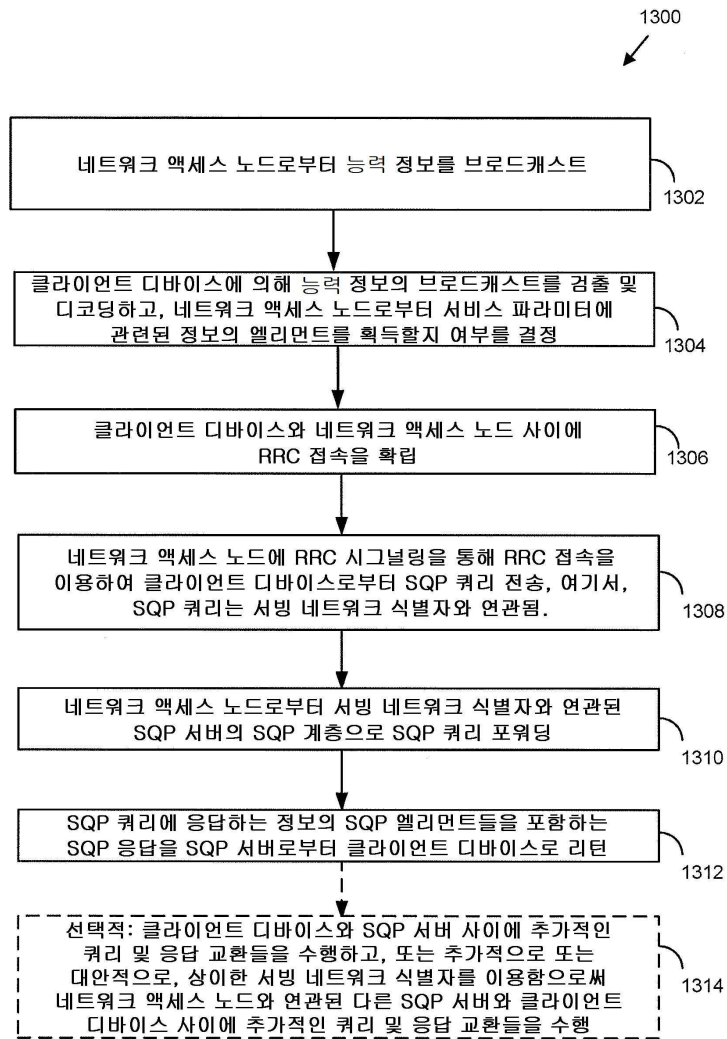 1300
네트워크 액세스 노드로부터 능력 정보를 브로드캐스트
1302
클라이언트 디바이스에 의해 능력 정보의 브로드캐스트를 검출 및
디코딩하고, 네트워크 액세스 노드로부터 서비스 파라미터에
관련된 정보의 엘리먼트를 획득할지 여부를 결정
1304
클라이언트 디바이스와 네트워크 액세스 노드 사이에
RRC 접속을 확립
1306
네트워크 액세스 노드에 RRC 시그널링을 통해 RRC 접속을
이용하여 클라이언트 디바이스로부터 SQP 쿼리 전송, 여기서,
SQP 쿼리는 서빙 네트워크 식별자와 연관됨.
1308
네트워크 액세스 노드로부터 서빙 네트워크 식별자와 연관된
SQP 서버의 SQP 계층으로 SQP 쿼리 포워딩
1310
SQP 쿼리에 응답하는 정보의 SQP 엘리먼트들을 포함하는
SQP 응답을 SQP 서버로부터 클라이언트 디바이스로 리턴
1312
선택적: 클라이언트 디바이스와 SQP 서버 사이에 추가적인
쿼리 및 응답 교환들을 수행하고, 또는 추가적으로 또는
대안적으로, 상이한 서빙 네트워크 식별자를 이용함으로써
네트워크 액세스 노드와 연관된 다른 SQP 서버와 클라이언트
디바이스 사이에 추가적인 쿼리 및 응답 교환들을 수행
1314